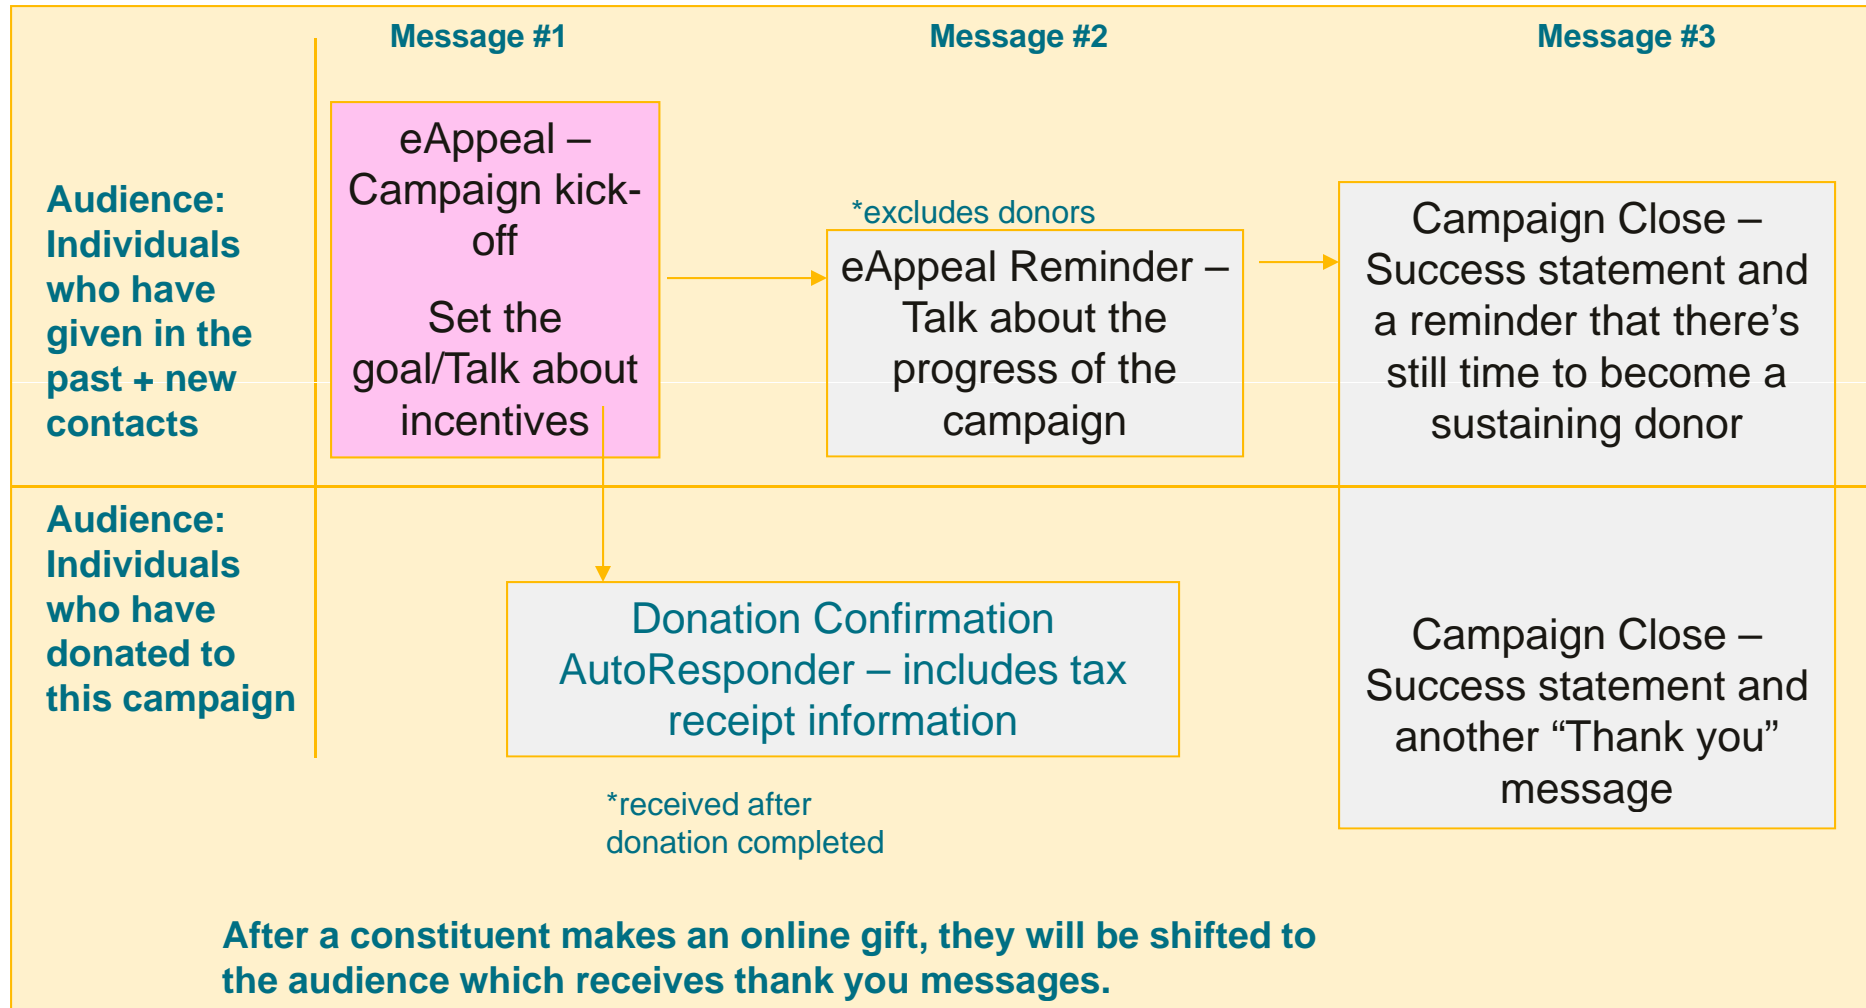 Message #1
Message #2
Message #3
Audience:
Individuals
who have
given in the
past + new
contacts
eAppeal –
Campaign kick-
off
Set the
goal/Talk about
incentives
*excludes donors
eAppeal Reminder –
Talk about the
progress of the
campaign
Campaign Close –
Success statement and
a reminder that there’s
still time to become a
sustaining donor
Audience:
Individuals
who have
donated to
this campaign
Donation Confirmation
AutoResponder – includes tax
receipt information
*received after
donation completed
Campaign Close –
Success statement and
another “Thank you”
message
After a constituent makes an online gift, they will be shifted to
the audience which receives thank you messages.